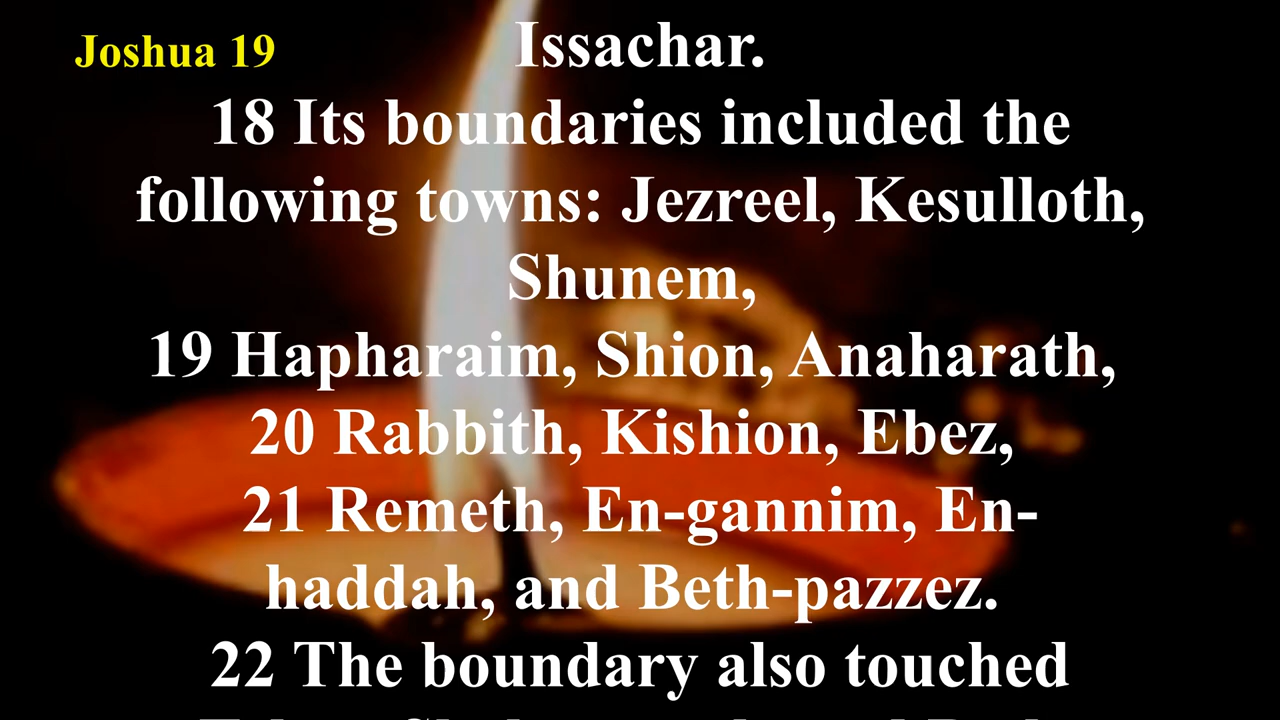 Joshua 19
Issachar.
18 Its boundaries included the
following towns: Jezreel, Kesulloth,
Shunem,
19 Hapharaim, Shion, Anaharath,
20 Rabbith, Kishion, Ebez,
21 Remeth, En-gannim, En-
haddah, and Beth-pazzez.
22 The boundary also touched